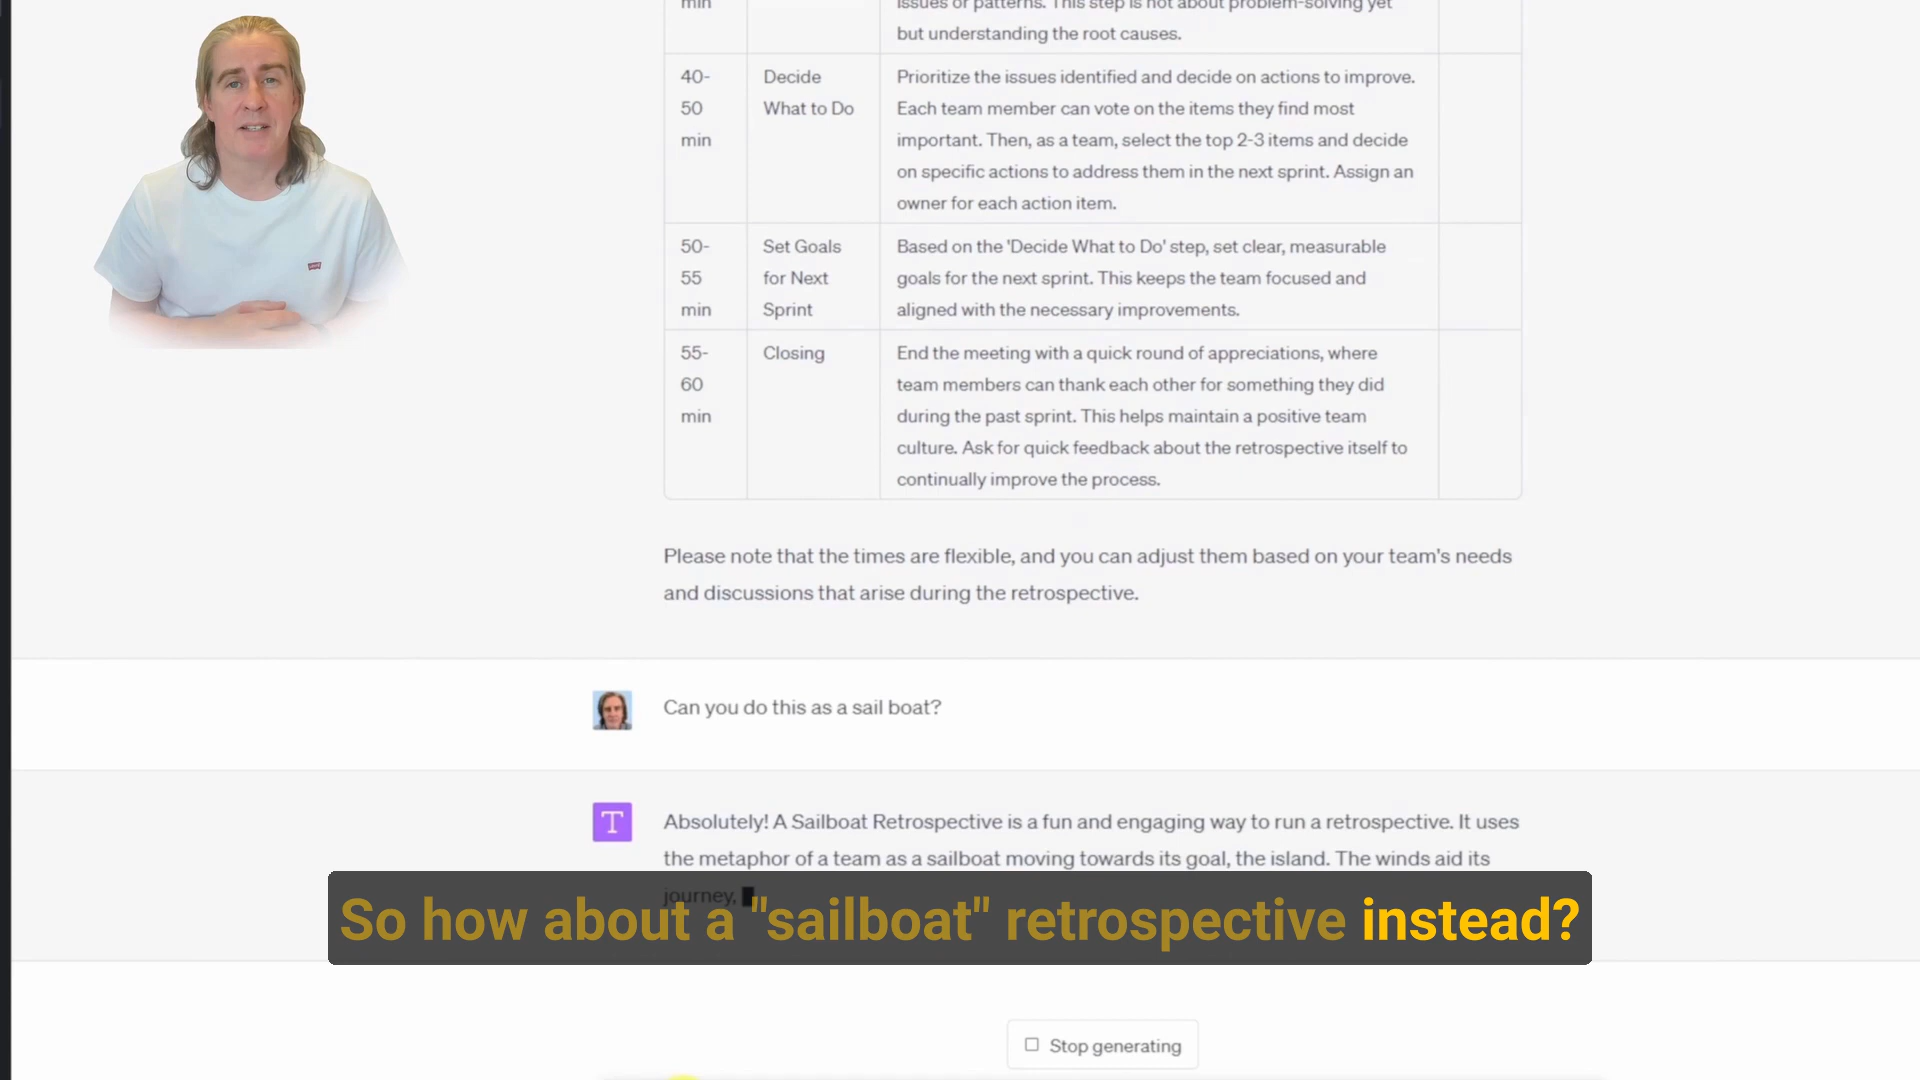 min
issues or patterns. This step is not about problem-solving yet
but understanding the root causes.
40-
50
min
Decide
What to Do
Prioritize the issues identified and decide on actions to improve.
Each team member can vote on the items they find most
important. Then, as a team, select the top 2-3 items and decide
on specific actions to address them in the next sprint. Assign an
owner for each action item.
50-
55
min
Set Goals
for Next
Sprint
Based on the 'Decide What to Do' step, set clear, measurable
goals for the next sprint. This keeps the team focused and
aligned with the necessary improvements.
55-
60
min
Closing
End the meeting with a quick round of appreciations, where
team members can thank each other for something they did
during the past sprint. This helps maintain a positive team
culture. Ask for quick feedback about the retrospective itself to
continually improve the process.
Please note that the times are flexible, and you can adjust them based on your team's needs
and discussions that arise during the retrospective.
Can you do this as a sail boat?
T
Absolutely! A Sailboat Retrospective is a fun and engaging way to run a retrospective. It uses
the metaphor of a team as a sailboat moving towards its goal, the island. The winds aid its
journey,
So how about a "sailboat" retrospective instead?
Stop generating